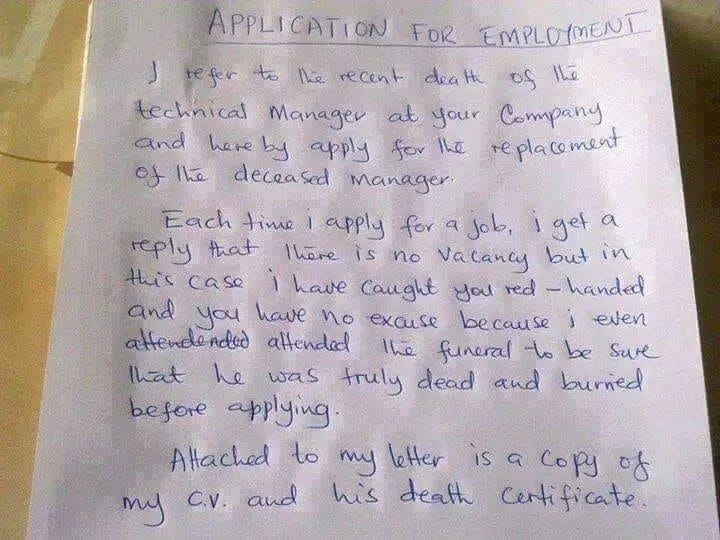 APPLICATION FOR EMPLOYMENT
I refer to the recent death of the
technical Manager at your Company
and here by apply for the replacement
of the deceased manager.
Each time i apply for a job, i get a
reply that there is no vacancy but in
this case i have caught you red-handed
and you have no excuse because i even
attendended attended the funeral to be sure
that he was truly dead and burried
before applying.
Attached to my letter is a copy of
my C.V. and his death certificate.